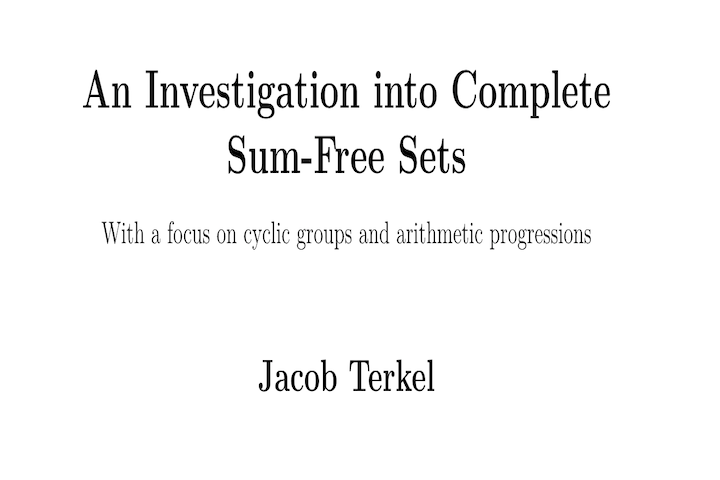 An Investigation into Complete
Sum-Free Sets
With a focus on cyclic groups and arithmetic progressions
Jacob Terkel